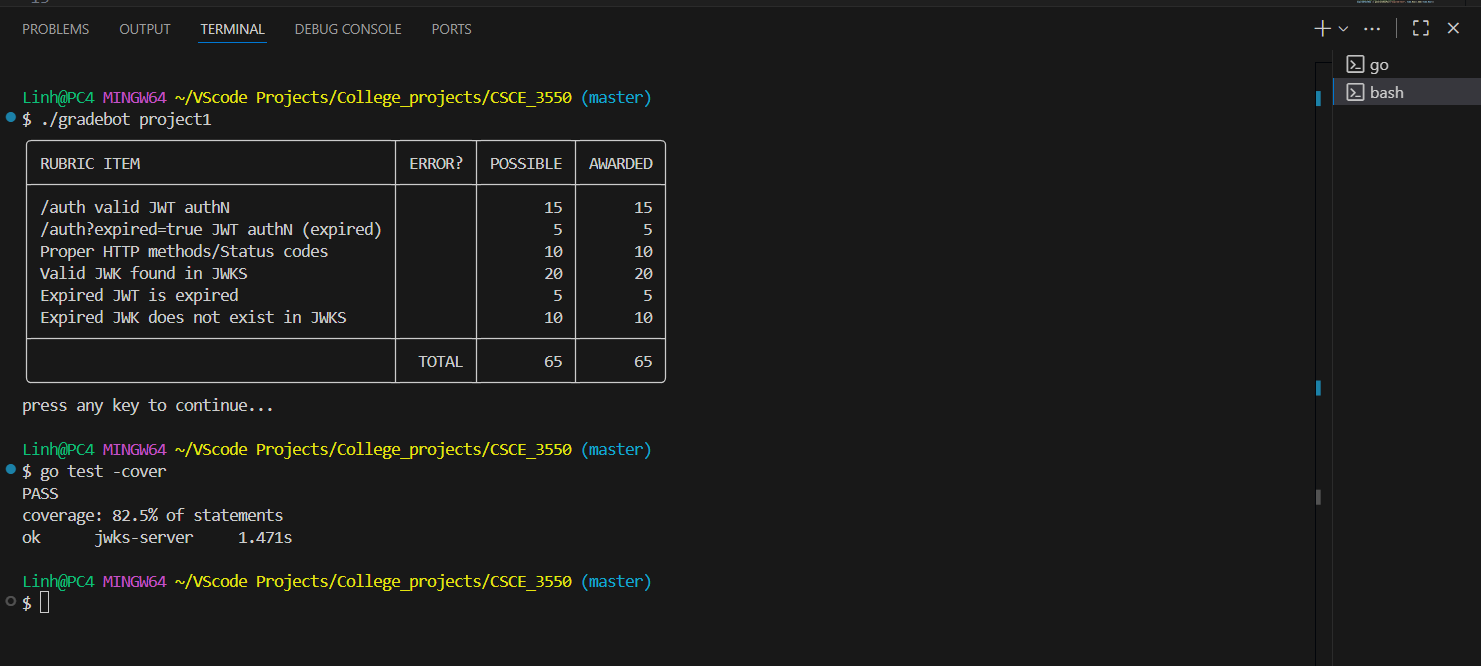 PROBLEMS OUTPUT TERMINAL DEBUG CONSOLE PORTS
go
bash
Linh@PC4 MINGW64 ~/VScode Projects/College_projects/CSCE_3550 (master)
$ ./gradebot project1
RUBRIC ITEM ERROR? POSSIBLE AWARDED
/auth valid JWT authN 15 15
/auth?expired=true JWT authN (expired) 5 5
Proper HTTP methods/Status codes 10 10
Valid JWK found in JWKS 20 20
Expired JWT is expired 5 5
Expired JWK does not exist in JWKS 10 10
TOTAL 65 65
press any key to continue...
Linh@PC4 MINGW64 ~/VScode Projects/College_projects/CSCE_3550 (master)
$ go test -cover
PASS
coverage: 82.5% of statements
ok jwks-server 1.471s
Linh@PC4 MINGW64 ~/VScode Projects/College_projects/CSCE_3550 (master)
$